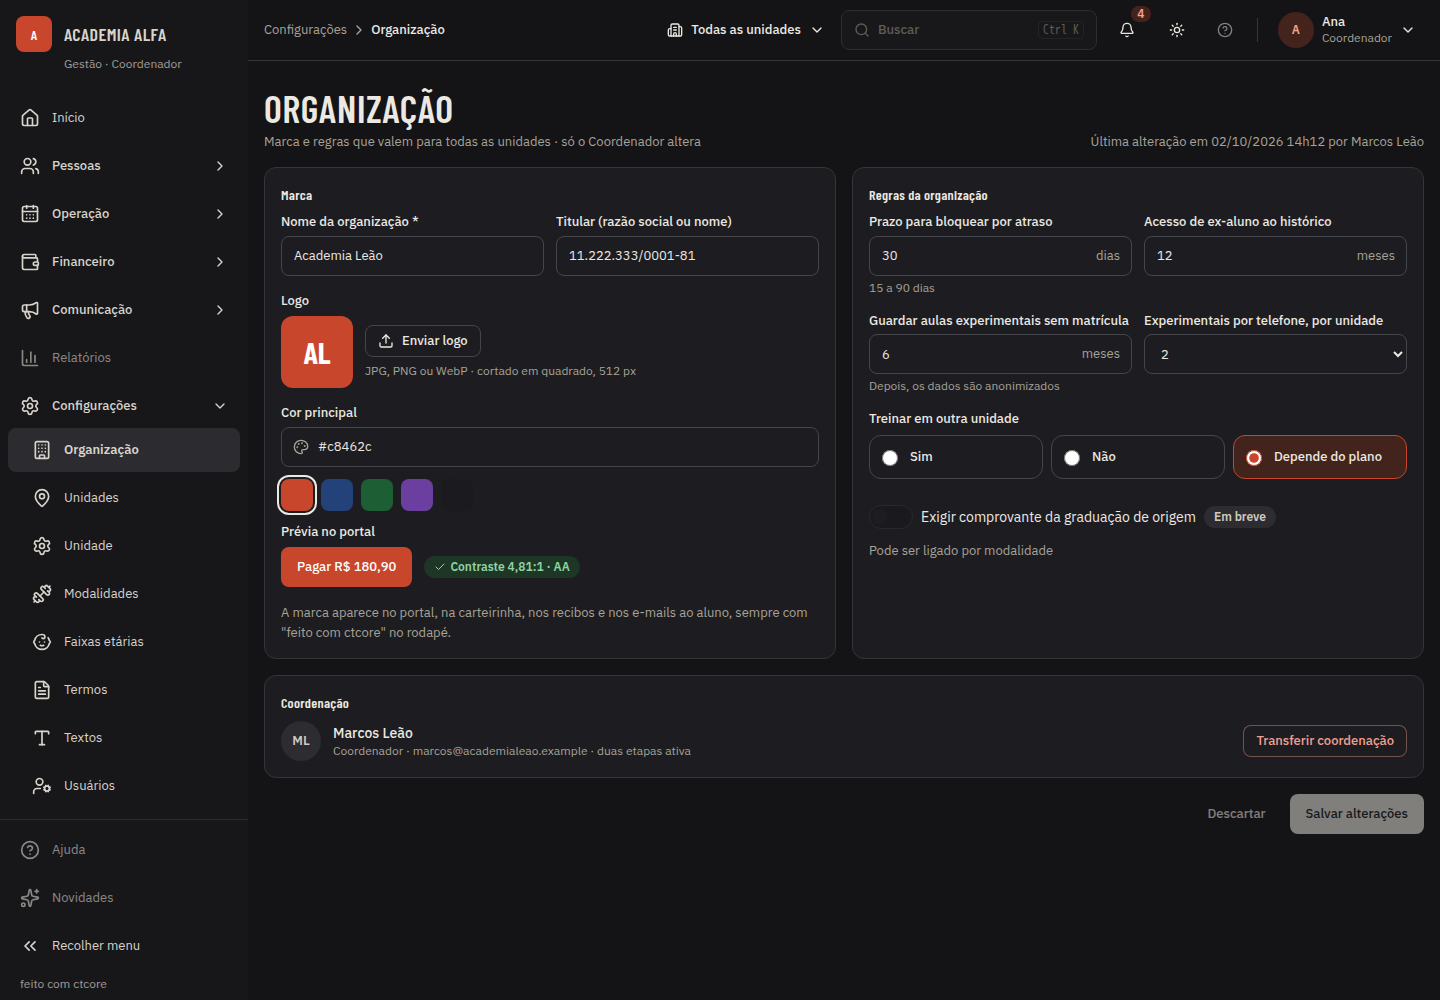 A
ACADEMIA ALFA
Gestão · Coordenador
Início
Pessoas
Operação
Financeiro
Comunicação
Relatórios
Configurações
Organização
Unidades
Unidade
Modalidades
Faixas etárias
Termos
Textos
Usuários
Ajuda
Novidades
Recolher menu
feito com ctcore
Configurações > Organização
Todas as unidades
Buscar
Ctrl K
4
A
Ana
Coordenador
ORGANIZAÇÃO
Marca e regras que valem para todas as unidades · só o Coordenador altera
Última alteração em 02/10/2026 14h12 por Marcos Leão
Marca
Nome da organização *
Titular (razão social ou nome)
Academia Leão
11.222.333/0001-81
Logo
AL
Enviar logo
JPG, PNG ou WebP · cortado em quadrado, 512 px
Cor principal
#c8462c
Prévia no portal
Pagar R$ 180,90
Contraste 4,81:1 · AA
A marca aparece no portal, na carteirinha, nos recibos e nos e-mails ao aluno, sempre com
"feito com ctcore" no rodapé.
Regras da organização
Prazo para bloquear por atraso
Acesso de ex-aluno ao histórico
30 dias
12 meses
15 a 90 dias
Guardar aulas experimentais sem matrícula
Experimentais por telefone, por unidade
6 meses
2
Depois, os dados são anonimizados
Treinar em outra unidade
Sim
Não
Depende do plano
Exigir comprovante da graduação de origem
Em breve
Pode ser ligado por modalidade
Coordenação
ML
Marcos Leão
Coordenador · marcos@academialeao.example · duas etapas ativa
Transferir coordenação
Descartar
Salvar alterações